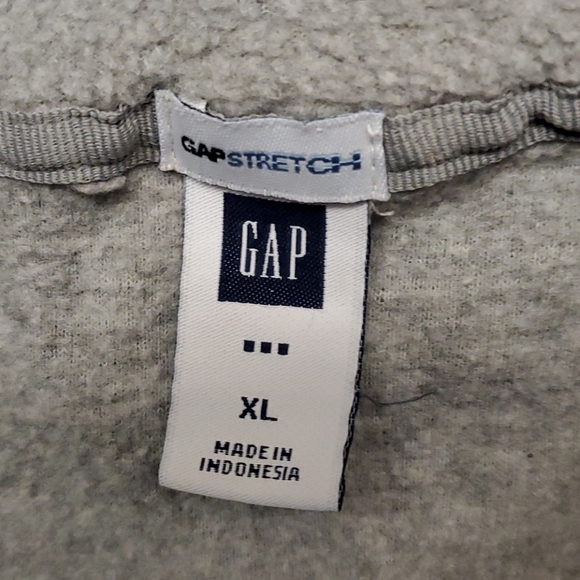 GAPSTRETCH
GAP
XL
MADE IN
INDONESIA